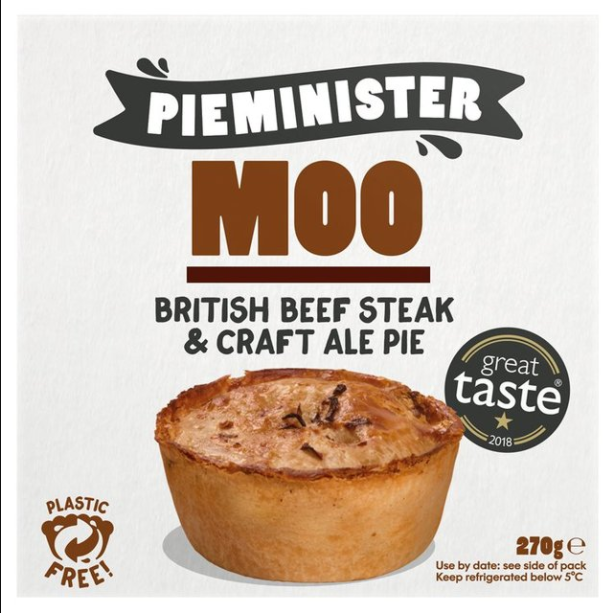 PIEMINISTER
MOO
BRITISH BEEF STEAK
& CRAFT ALE PIE
great
taste®
2018
PLASTIC
FREE!
270g ℮
Use by date: see side of pack
Keep refrigerated below 5°C